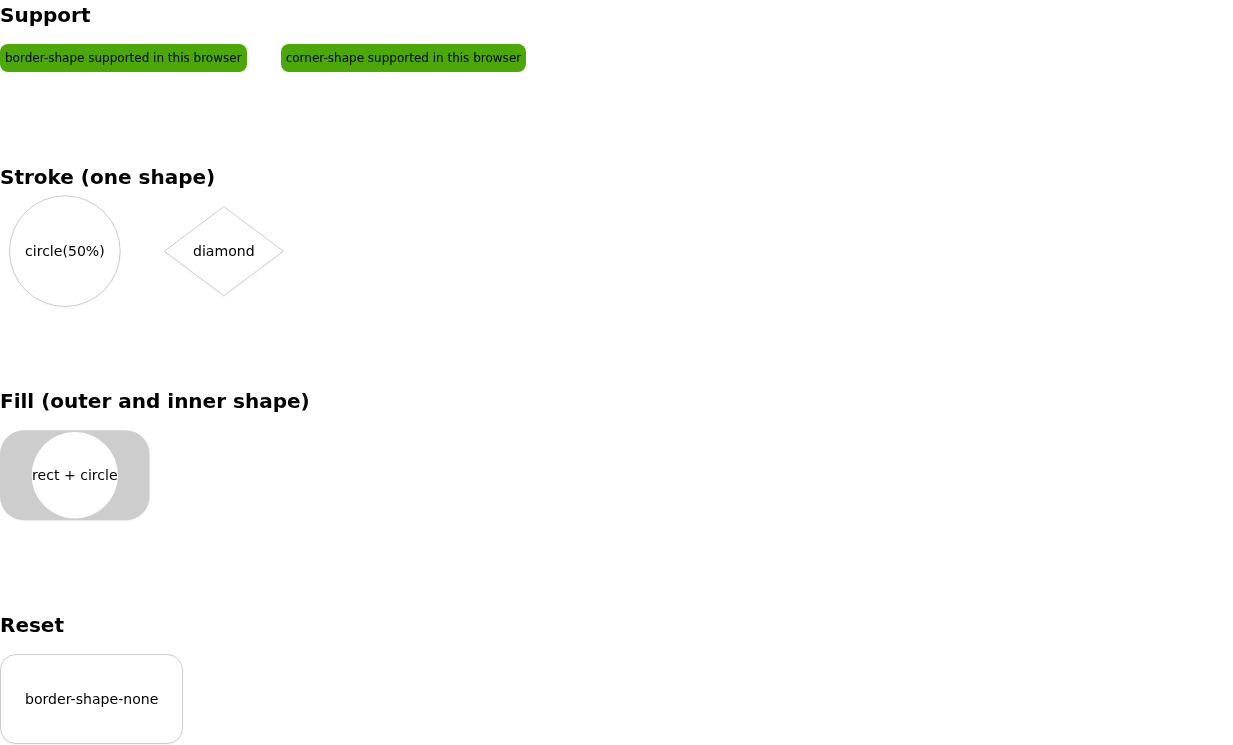 Support
border-shape supported in this browser
corner-shape supported in this browser
Stroke (one shape)
circle(50%)
diamond
Fill (outer and inner shape)
rect + circle
Reset
border-shape-none